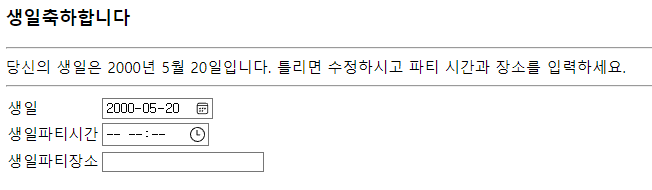 생일축하합니다
당신의 생일은 2000년 5월 20일입니다. 틀리면 수정하시고 파티 시간과 장소를 입력하세요.
생일 2000-05-20
생일파티시간 -- --:--
생일파티장소